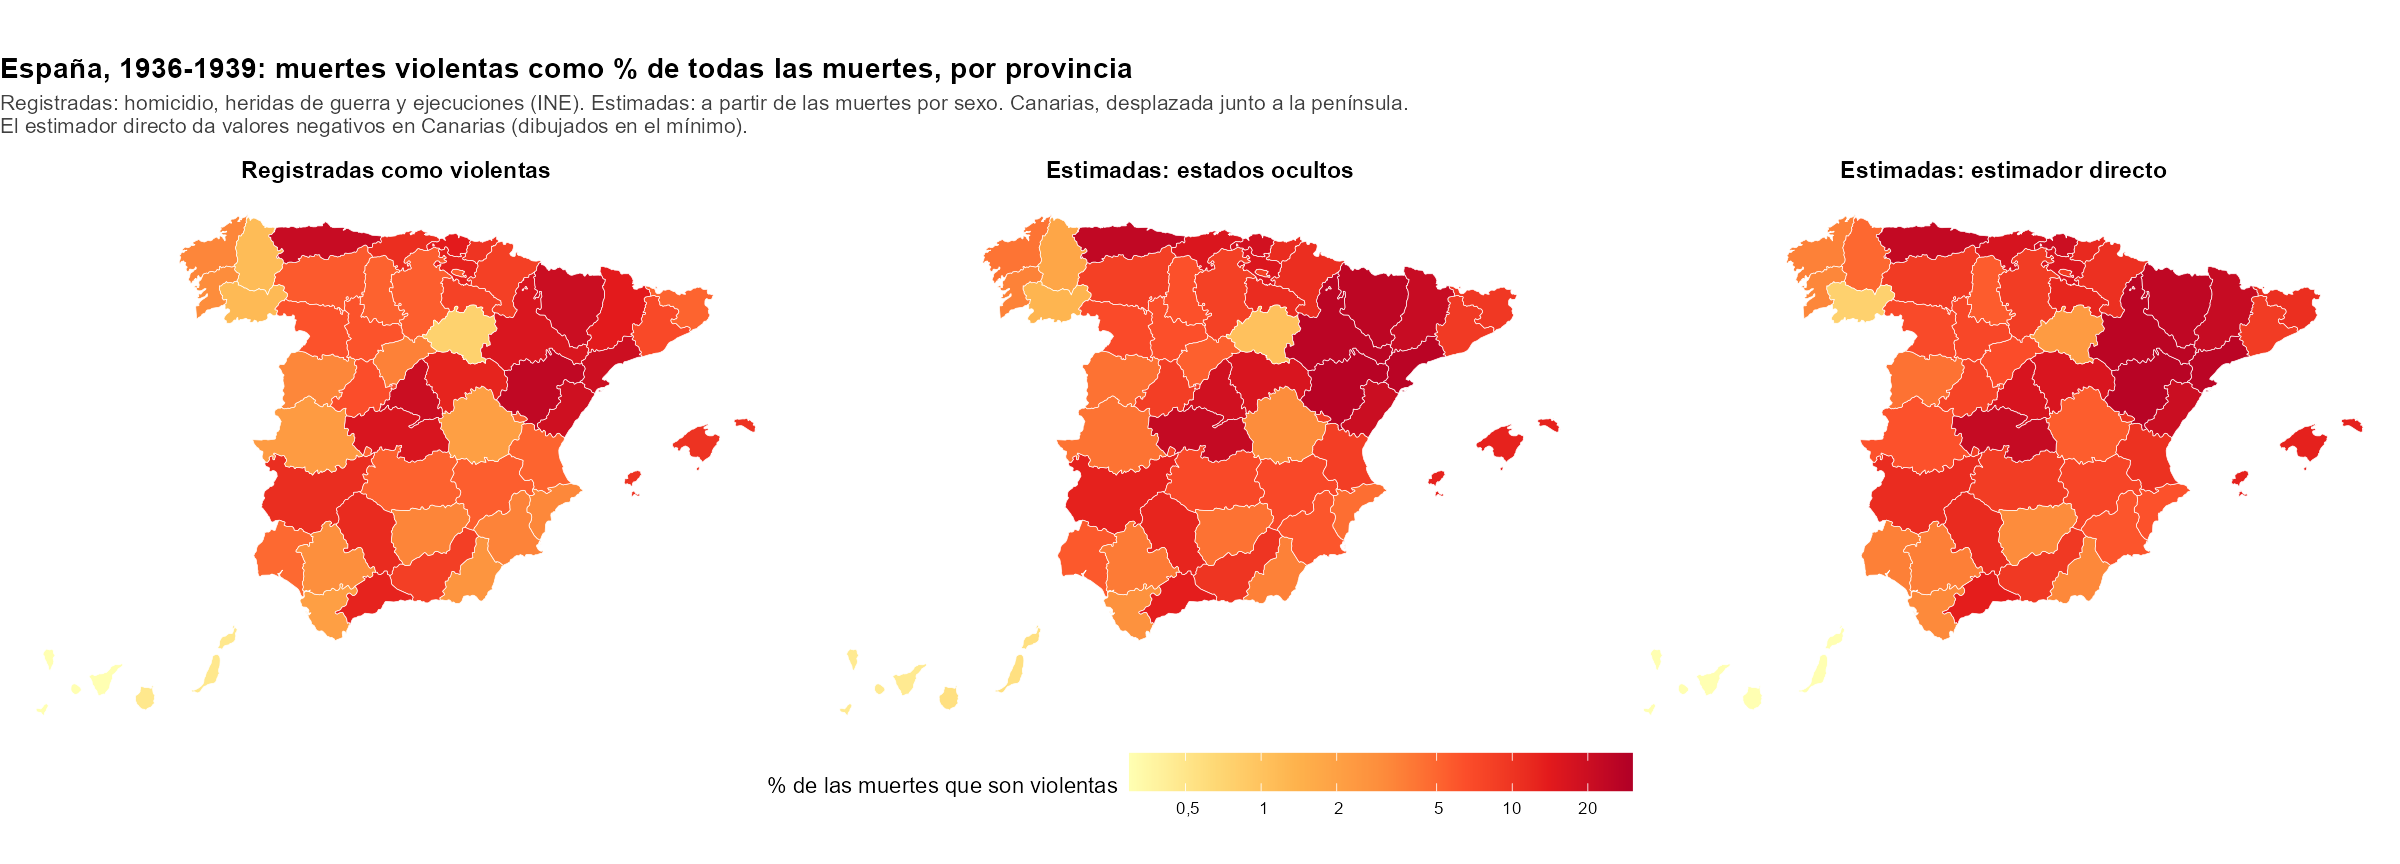 España, 1936-1939: muertes violentas como % de todas las muertes, por provincia
Registradas: homicidio, heridas de guerra y ejecuciones (INE). Estimadas: a partir de las muertes por sexo. Canarias, desplazada junto a la península.
El estimador directo da valores negativos en Canarias (dibujados en el mínimo).
Registradas como violentas
Estimadas: estados ocultos
Estimadas: estimador directo
% de las muertes que son violentas
0,5 1 2 5 10 20